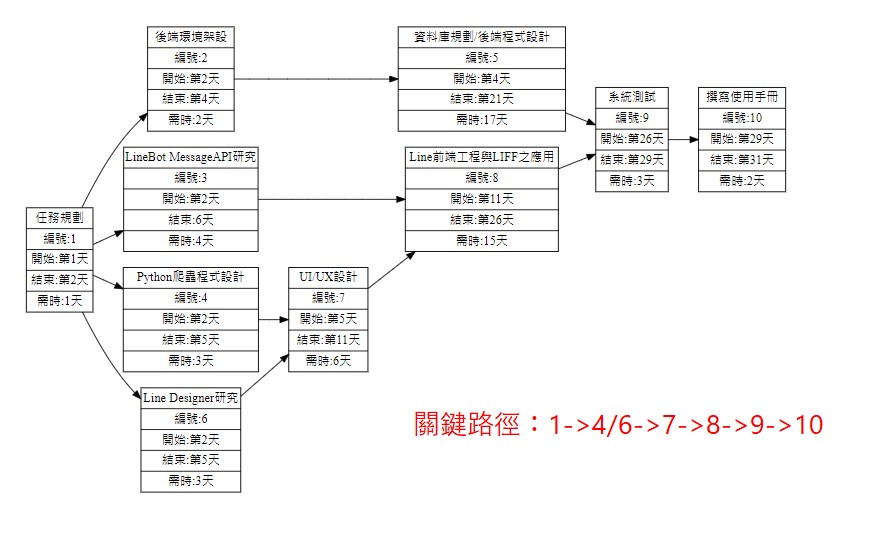 任務規劃
編號:1
開始:第1天
結束:第2天
需時:1天
後端環境架設
編號:2
開始:第2天
結束:第4天
需時:2天
LineBot MessageAPI研究
編號:3
開始:第2天
結束:6天
需時:4天
Python爬蟲程式設計
編號:4
開始:第2天
結束:第5天
需時:3天
Line Designer研究
編號:6
開始:第2天
結束:第5天
需時:3天
UI/UX設計
編號:7
開始:第5天
結束:第11天
需時:6天
資料庫規劃/後端程式設計
編號:5
開始:第4天
結束:第21天
需時:17天
Line前端工程與LIFF之應用
編號:8
開始:第11天
結束:第26天
需時:15天
系統測試
編號:9
開始:第26天
結束:第29天
需時:3天
撰寫使用手冊
編號:10
開始:第29天
結束:第31天
需時:2天
關鍵路徑：1->4/6->7->8->9->10